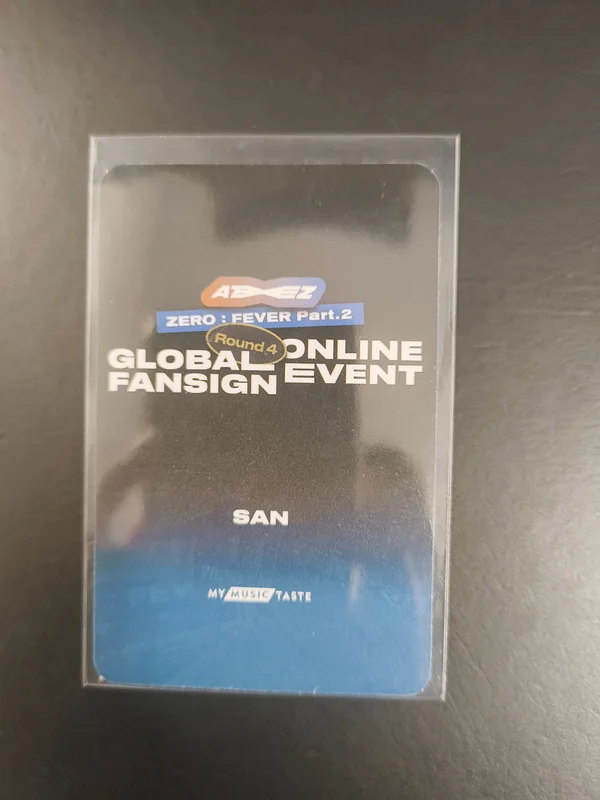 ATEEZ
ZERO : FEVER Part.2
Round 4
GLOBAL ONLINE
FANSIGN EVENT
SAN
MY MUSIC TASTE